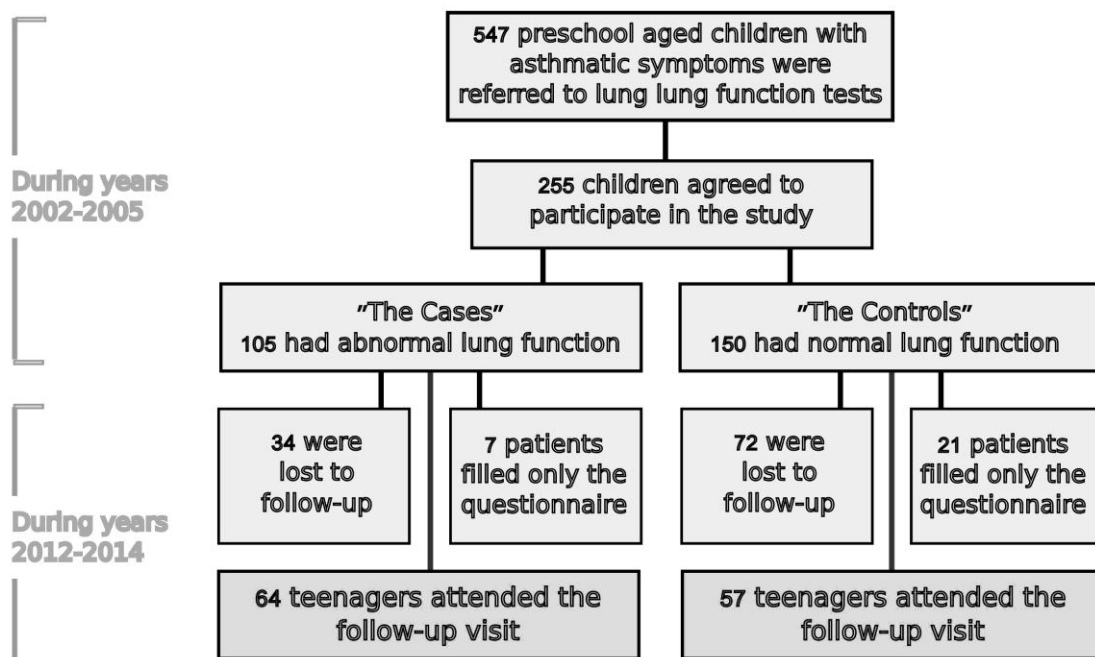 547 preschool aged children with
asthmatic symptoms were
referred to lung lung function tests
During years
2002-2005
255 children agreed to
participate in the study
"The Cases"
105 had abnormal lung function
"The Controls"
150 had normal lung function
During years
2012-2014
34 were
lost to
follow-up
7 patients
filled only the
questionnaire
72 were
lost to
follow-up
21 patients
filled only the
questionnaire
64 teenagers attended the
follow-up visit
57 teenagers attended the
follow-up visit